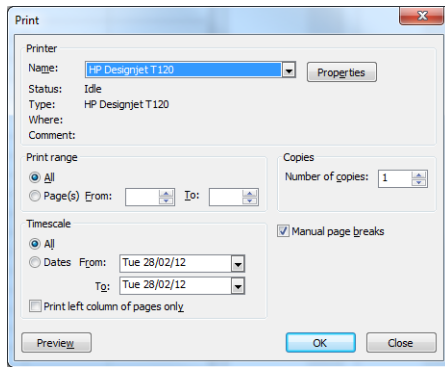 Print
Printer
Name: HP Designjet T120 Properties
Status: Idle
Type: HP Designjet T120
Where:
Comment:
Print range
All
Page(s) From: To:
Copies
Number of copies: 1
Timescale
All
Dates From: Tue 28/02/12
To: Tue 28/02/12
Print left column of pages only
Manual page breaks
Preview OK Close